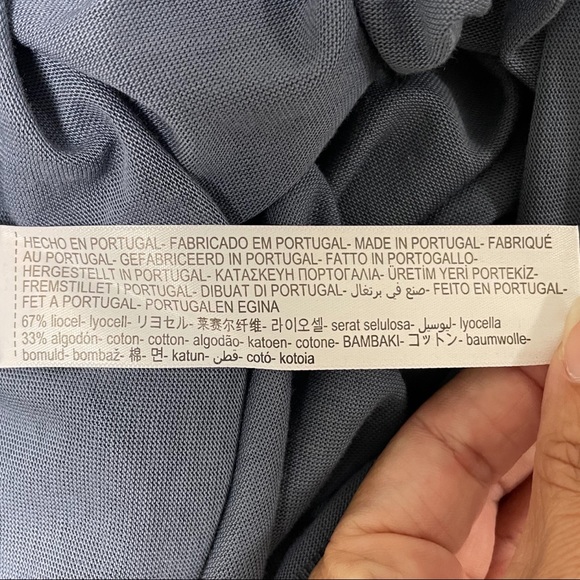 HECHO EN PORTUGAL- FABRICADO EM PORTUGAL- MADE IN PORTUGAL- FABRIQUÉ
AU PORTUGAL- GEFABRICEERD IN PORTUGAL- FATTO IN PORTOGALLO-
HERGESTELLT IN PORTUGAL- ΚΑΤΑΣΚΕΥΗ ΠΟΡΤΟΓΑΛΙΑ- ÜRETİM YERİ PORTEKİZ-
FREMSTILLET I PORTUGAL- DIBUAT DI PORTUGAL- صنع في برتغال- FEITO EN PORTUGAL-
FET A PORTUGAL- PORTUGALEN EGINA
67% liocel- lyocell- リヨセル- 莱赛尔纤维- 라이오셀- serat selulosa- ليوسيل- lyocella
33% algodón- coton- cotton- algodão- katoen- cotone- BAMBAKI- コットン- baumwolle-
bomuld- bombaž- 棉- 면- katun- قطن- cotó- kotoia